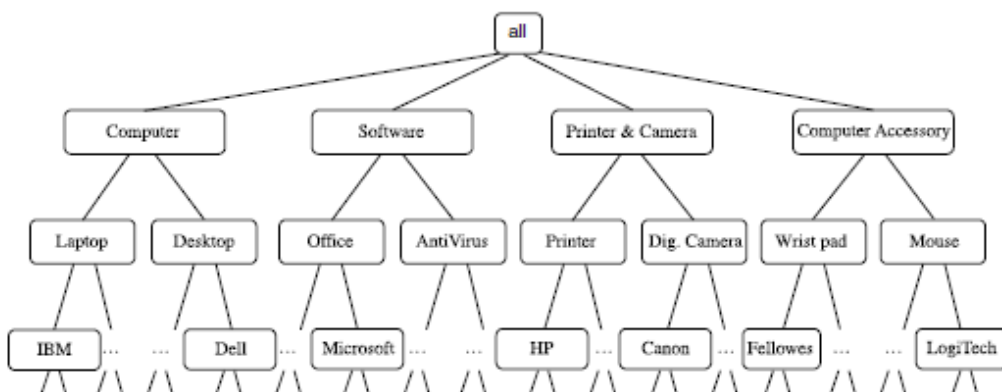 all
Computer
Software
Printer & Camera
Computer Accessory
Laptop
Desktop
Office
AntiVirus
Printer
Dig. Camera
Wrist pad
Mouse
IBM
...
...
Dell
...
Microsoft
...
...
HP
...
Canon
...
Fellowes
...
...
LogiTech